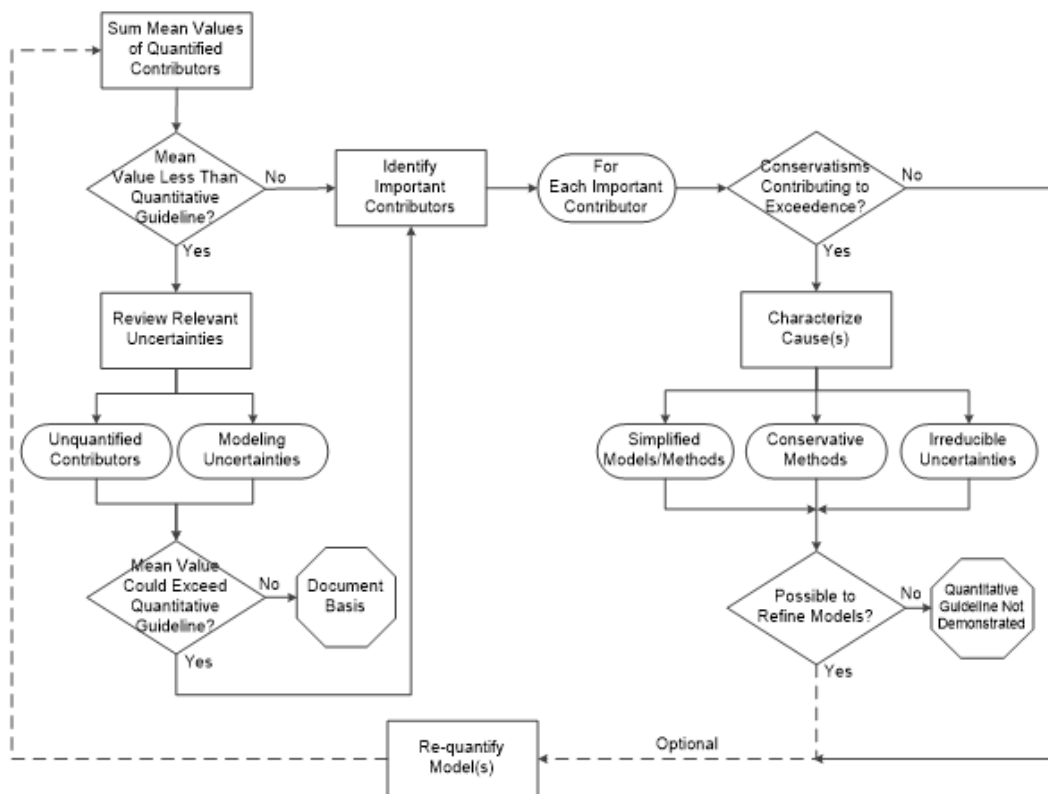 Sum Mean Values
of Quantified
Contributors
Mean
Value Less Than
Quantitative
Guideline?
No
Yes
Identify
Important
Contributors
For
Each Important
Contributor
Conservatisms
Contributing to
Exceedence?
No
Yes
Review Relevant
Uncertainties
Characterize
Cause(s)
Unquantified
Contributors
Modeling
Uncertainties
Simplified
Models/Methods
Conservative
Methods
Irreducible
Uncertainties
Mean Value
Could Exceed
Quantitative
Guideline?
No
Yes
Document
Basis
Possible to
Refine Models?
No
Yes
Quantitative
Guideline Not
Demonstrated
Re-quantify
Model(s)
Optional